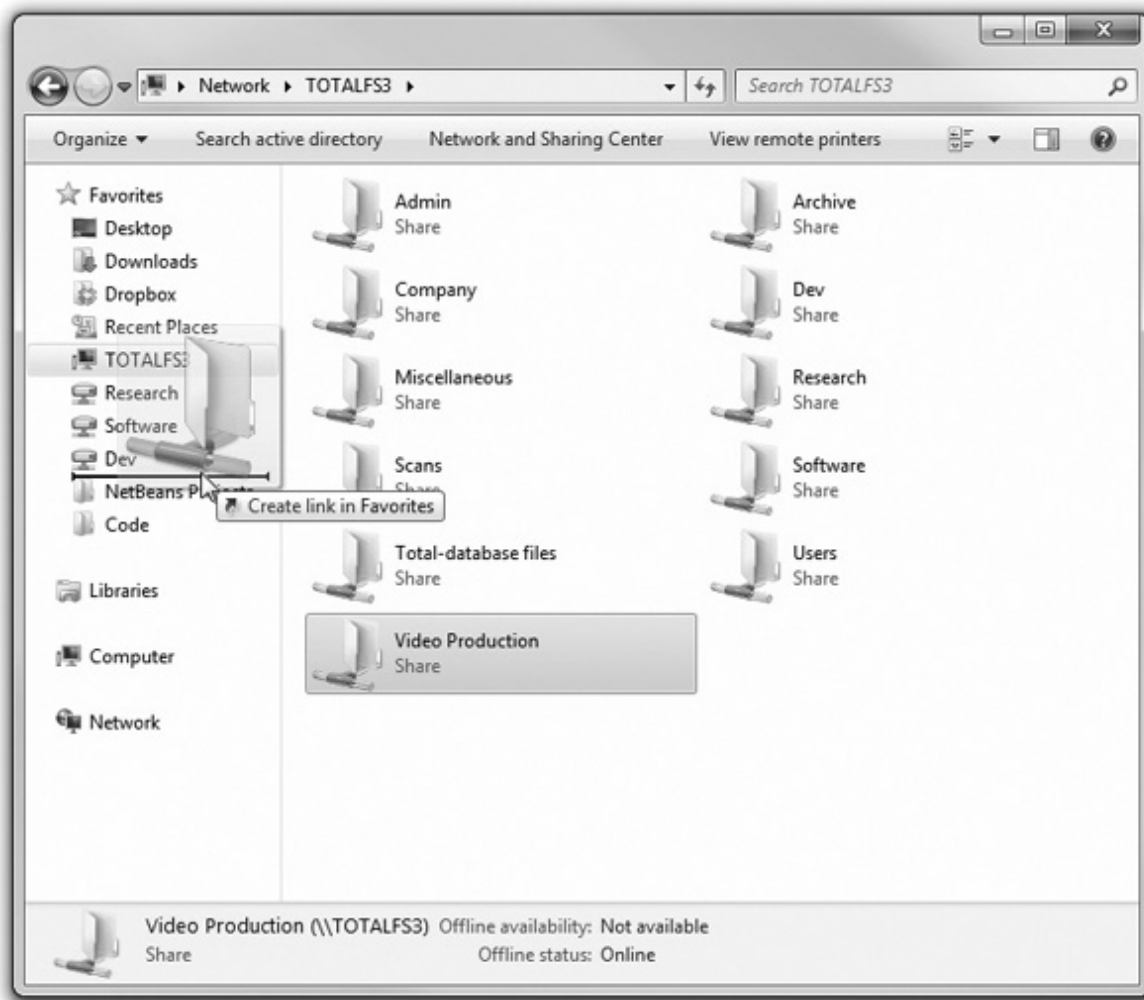 Network ▸ TOTALFS3 ▸
Search TOTALFS3
Organize Search active directory Network and Sharing Center View remote printers
Favorites
Desktop
Downloads
Dropbox
Recent Places
TOTALFS3
Research
Software
Dev
NetBeans Projects
Code
Libraries
Computer
Network
Admin
Share
Archive
Share
Company
Share
Dev
Share
Miscellaneous
Share
Research
Share
Scans
Share
Software
Share
Total-database files
Share
Users
Share
Video Production
Share
Create link in Favorites
Video Production (\\TOTALFS3) Offline availability: Not available
Share Offline status: Online